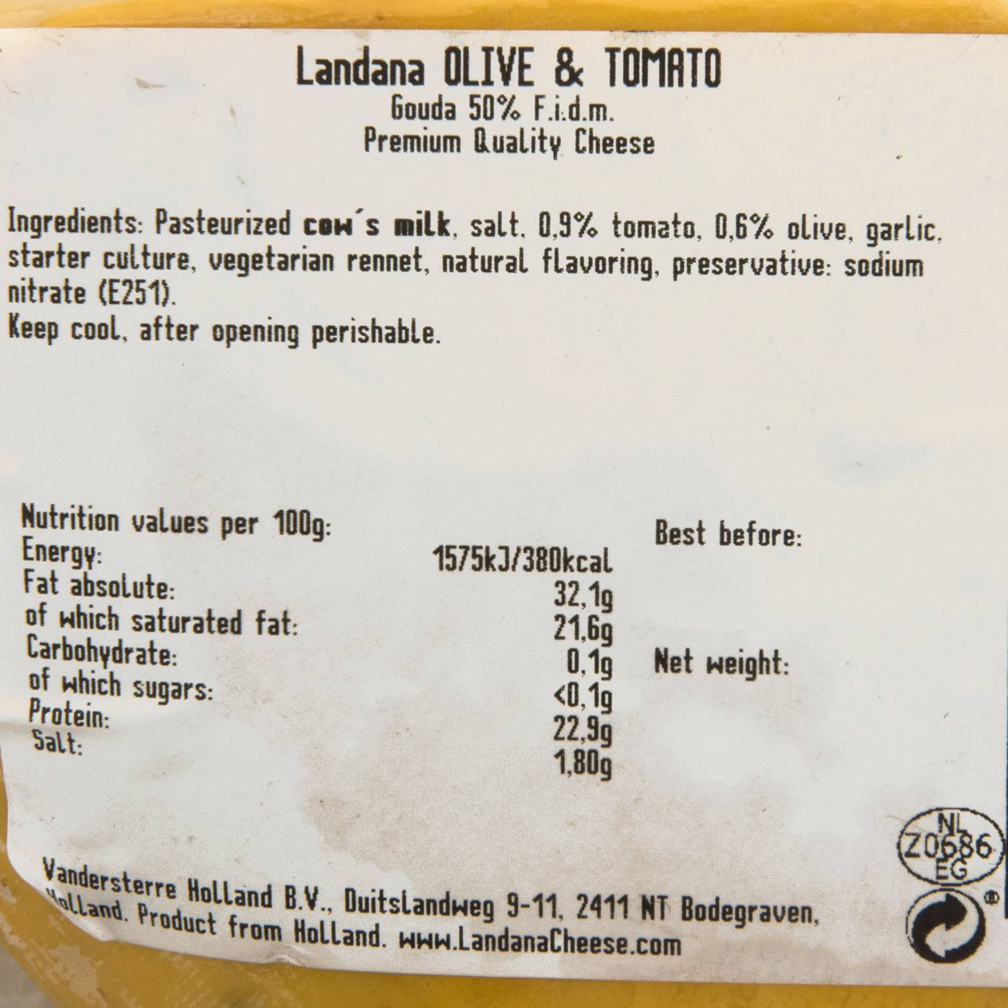 Landana OLIVE & TOMATO
Gouda 50% F.i.d.m.
Premium Quality Cheese
Ingredients: Pasteurized cow´s milk, salt, 0,9% tomato, 0,6% olive, garlic,
starter culture, vegetarian rennet, natural flavoring, preservative: sodium
nitrate (E251).
Keep cool, after opening perishable.
Nutrition values per 100g:
Energy: 1575kJ/380kcal
Fat absolute: 32,1g
of which saturated fat: 21,6g
Carbohydrate: 0,1g
of which sugars: <0,1g
Protein: 22,9g
Salt: 1,80g
Best before:
Net weight:
NL
Z0686
EG
®
Vandersterre Holland B.V., Duitslandweg 9-11, 2411 NT Bodegraven,
Holland. Product from Holland. www.LandanaCheese.com